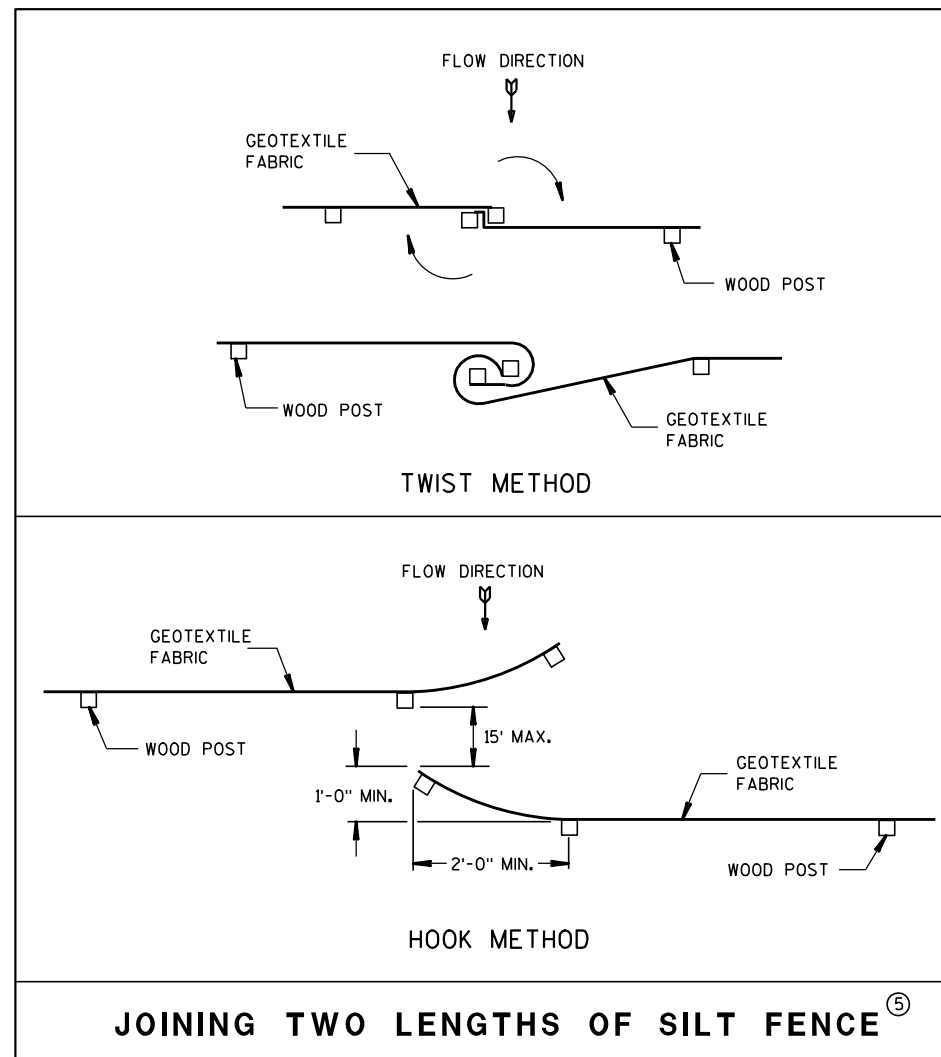 FLOW DIRECTION
GEOTEXTILE
FABRIC
WOOD POST
WOOD POST
GEOTEXTILE
FABRIC
TWIST METHOD
FLOW DIRECTION
GEOTEXTILE
FABRIC
WOOD POST
15' MAX.
1'-0" MIN.
GEOTEXTILE
FABRIC
2'-0" MIN.
WOOD POST
HOOK METHOD
JOINING TWO LENGTHS OF SILT FENCE ⑤